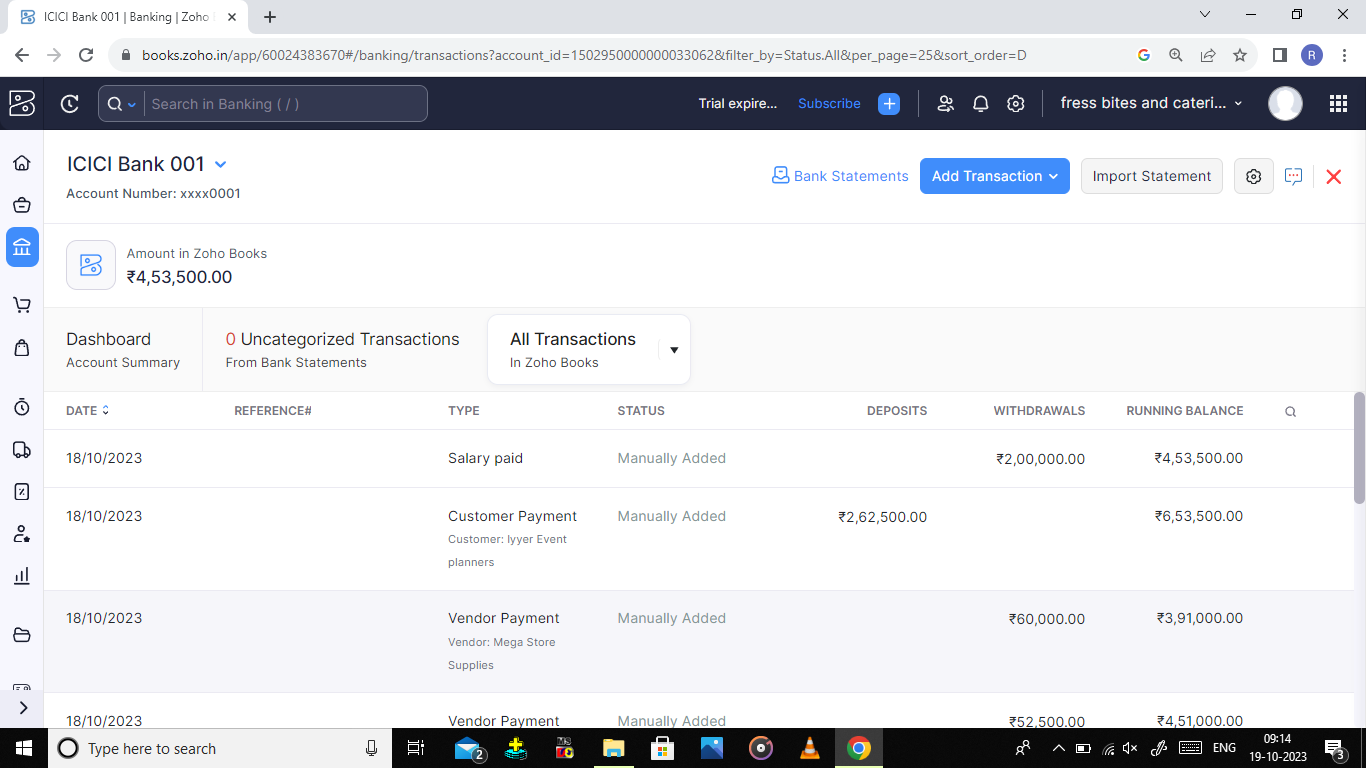 ICICI Bank 001 | Banking | Zoho
books.zoho.in/app/60024383670#/banking/transactions?account_id=1502950000000033062&filter_by=Status.All&per_page=25&sort_order=D
G
R
Search in Banking ( / )
Trial expire...
Subscribe
fress bites and cateri...
ICICI Bank 001
Account Number: xxxx0001
Bank Statements
Add Transaction
Import Statement
Amount in Zoho Books
₹4,53,500.00
Dashboard
Account Summary
0 Uncategorized Transactions
From Bank Statements
All Transactions
In Zoho Books
DATE REFERENCE# TYPE STATUS DEPOSITS WITHDRAWALS RUNNING BALANCE
18/10/2023 Salary paid Manually Added ₹2,00,000.00 ₹4,53,500.00
18/10/2023 Customer Payment Manually Added ₹2,62,500.00 ₹6,53,500.00
Customer: Iyyer Event
planners
18/10/2023 Vendor Payment Manually Added ₹60,000.00 ₹3,91,000.00
Vendor: Mega Store
Supplies
18/10/2023 Vendor Payment Manually Added ₹52,500.00 ₹4,51,000.00
Type here to search
2
ENG
09:14
19-10-2023
3